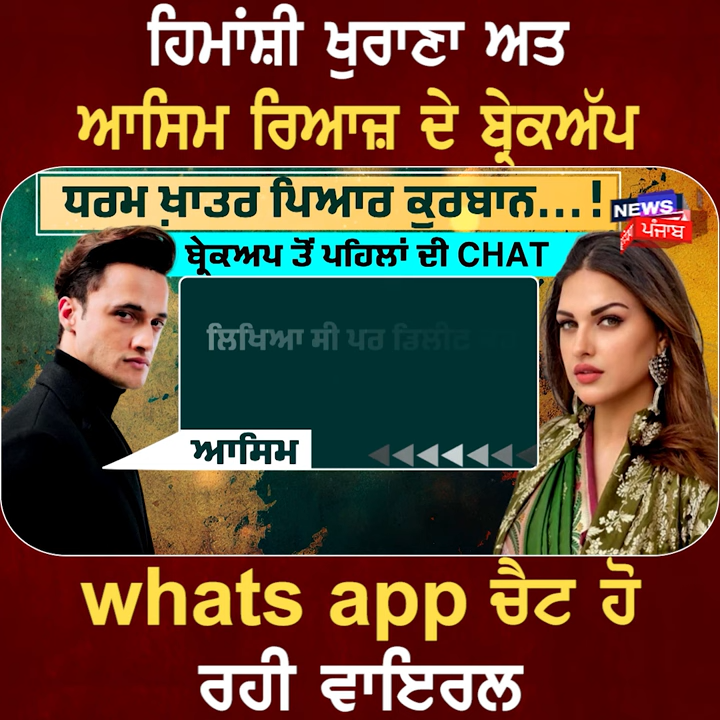 ਹਿਮਾਂਸ਼ੀ ਖੁਰਾਣਾ ਅਤ
ਆਸਿਮ ਰਿਆਜ਼ ਦੇ ਬ੍ਰੇਕਅੱਪ
ਧਰਮ ਖ਼ਾਤਰ ਪਿਆਰ ਕੁਰਬਾਨ...!
NEWS
ਪੰਜਾਬ
ਬ੍ਰੇਕਅਪ ਤੋਂ ਪਹਿਲਾਂ ਦੀ CHAT
ਲਿਖਿਆ ਸੀ ਪਰ ਡਿਲੀਟ
ਆਸਿਮ
whats app ਚੈਟ ਹੋ
ਰਹੀ ਵਾਇਰਲ